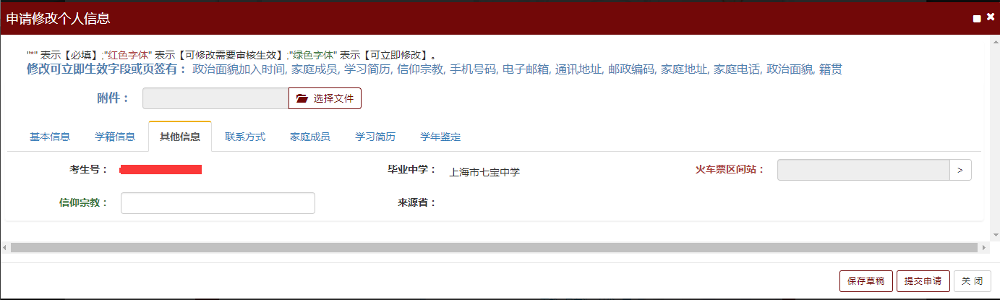 申请修改个人信息
"*" 表示【必填】;"红色字体" 表示【可修改需要审核生效】;"绿色字体" 表示【可立即修改】。
修改可立即生效字段或页签有： 政治面貌加入时间, 家庭成员, 学习简历, 信仰宗教, 手机号码, 电子邮箱, 通讯地址, 邮政编码, 家庭地址, 家庭电话, 政治面貌, 籍贯
附件： 选择文件
基本信息 学籍信息 其他信息 联系方式 家庭成员 学习简历 学年鉴定
考生号： 毕业中学： 上海市七宝中学 火车票区间站： >
信仰宗教： 来源省：
保存草稿 提交申请 关 闭